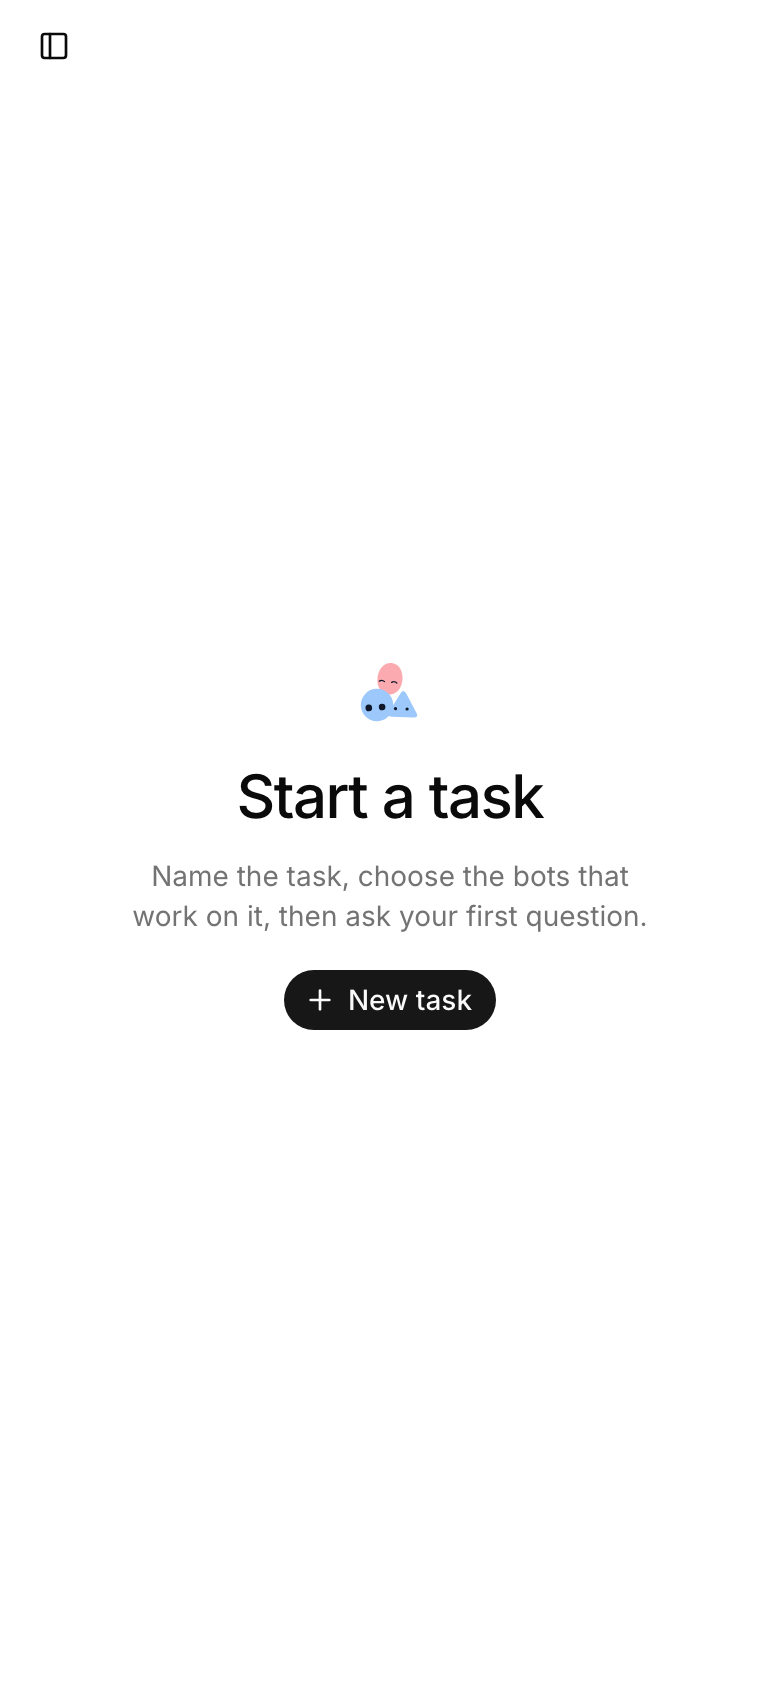 Start a task
Name the task, choose the bots that
work on it, then ask your first question.
New task